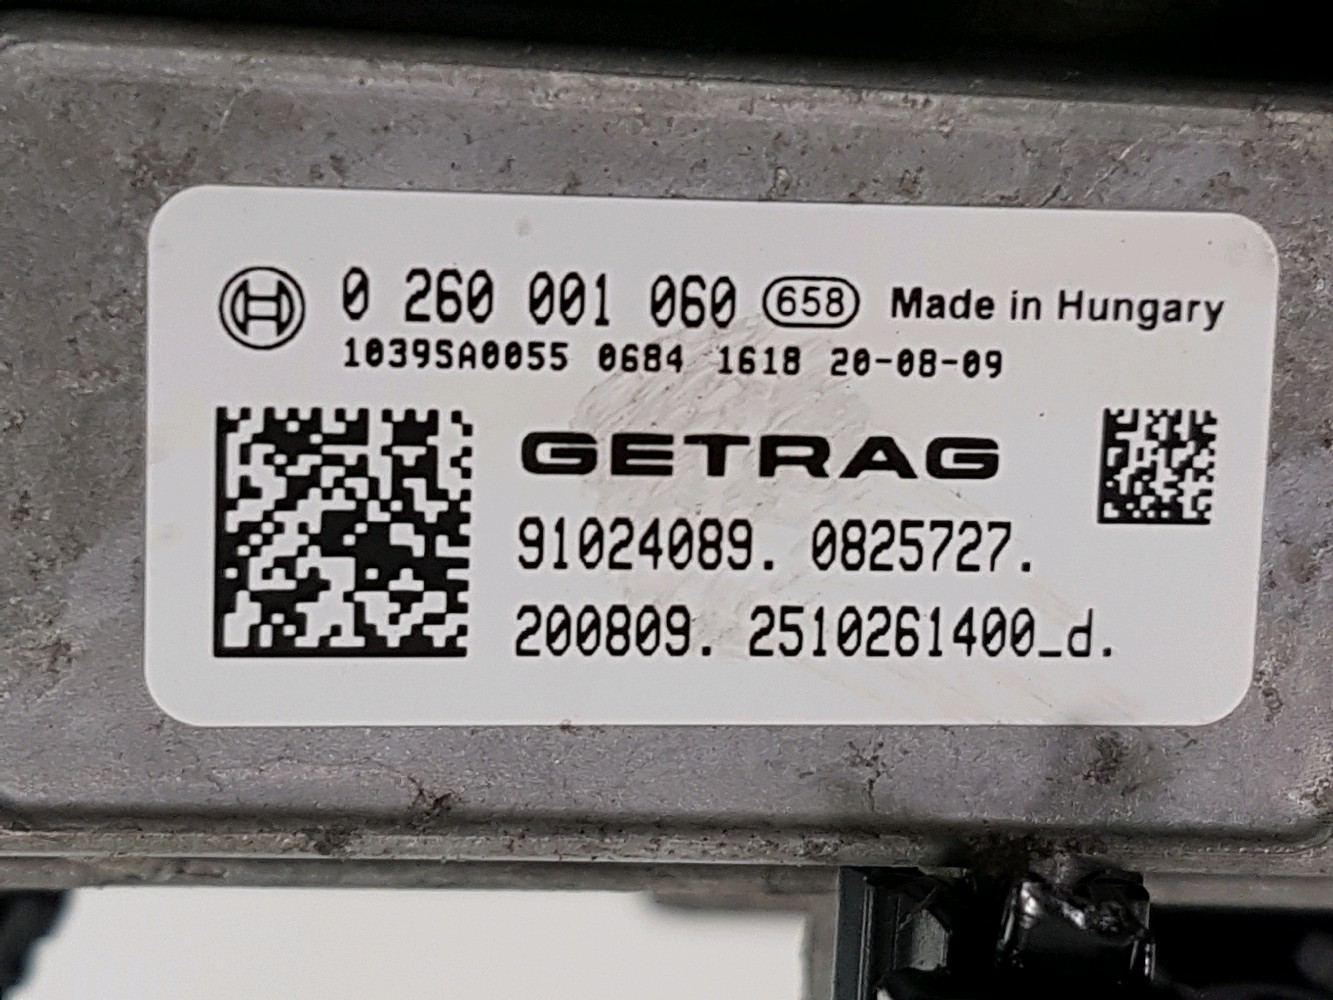 0 260 001 060 658 Made in Hungary
1039SA0055 0684 1618 20-08-09
GETRAG
91024089. 0825727.
200809. 2510261400_d.